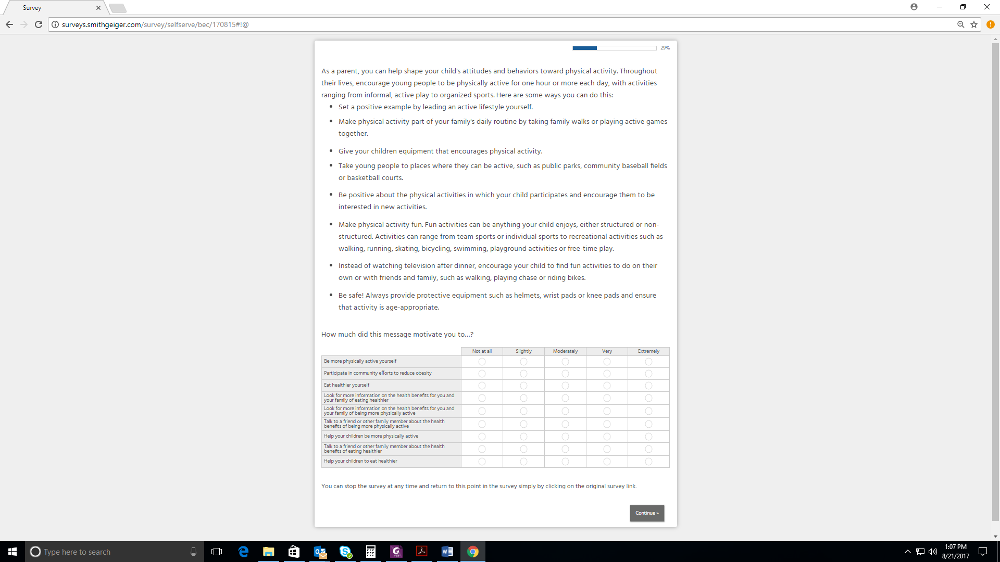 Survey
surveys.smithgeiger.com/survey/selfserve/bec/170815#!@
29%
As a parent, you can help shape your child's attitudes and behaviors toward physical activity. Throughout
their lives, encourage young people to be physically active for one hour or more each day, with activities
ranging from informal, active play to organized sports. Here are some ways you can do this:
• Set a positive example by leading an active lifestyle yourself.
• Make physical activity part of your family's daily routine by taking family walks or playing active games
together.
• Give your children equipment that encourages physical activity.
• Take young people to places where they can be active, such as public parks, community baseball fields
or basketball courts.
• Be positive about the physical activities in which your child participates and encourage them to be
interested in new activities.
• Make physical activity fun. Fun activities can be anything your child enjoys, either structured or non-
structured. Activities can range from team sports or individual sports to recreational activities such as
walking, running, skating, bicycling, swimming, playground activities or free-time play.
• Instead of watching television after dinner, encourage your child to find fun activities to do on their
own or with friends and family, such as walking, playing chase or riding bikes.
• Be safe! Always provide protective equipment such as helmets, wrist pads or knee pads and ensure
that activity is age-appropriate.
How much did this message motivate you to...?
Not at all Slightly Moderately Very Extremely
Be more physically active yourself
Participate in community efforts to reduce obesity
Eat healthier yourself
Look for more information on the health benefits for you and
your family of eating healthier
Look for more information on the health benefits for you and
your family of being more physically active
Talk to a friend or other family member about the health
benefits of being more physically active
Help your children be more physically active
Talk to a friend or other family member about the health
benefits of eating healthier
Help your children to eat healthier
You can stop the survey at any time and return to this point in the survey simply by clicking on the original survey link.
Continue »
Type here to search
1:07 PM
8/21/2017